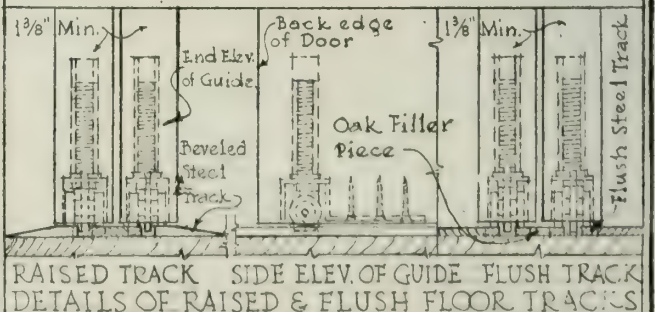 1 3/8" Min.
End Elev.
of Guide
Beveled
Steel
Track
Back edge
of Door
Oak Filler
Piece
1 3/8" Min.
Flush Steel Track
RAISED TRACK
SIDE ELEV. OF GUIDE
FLUSH TRACK
DETAILS OF RAISED & FLUSH FLOOR TRACKS